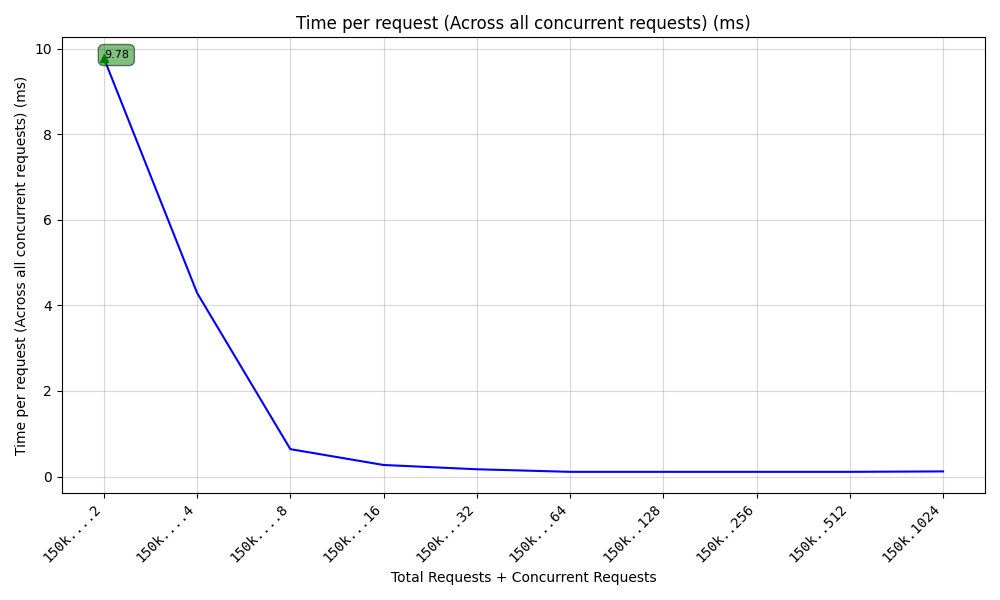 Time per request (Across all concurrent requests) (ms)
Time per request (Across all concurrent requests) (ms)
10
8
6
4
2
0
9.78
150k....2
150k....4
150k....8
150k...16
150k...32
150k...64
150k..128
150k..256
150k..512
150k.1024
Total Requests + Concurrent Requests